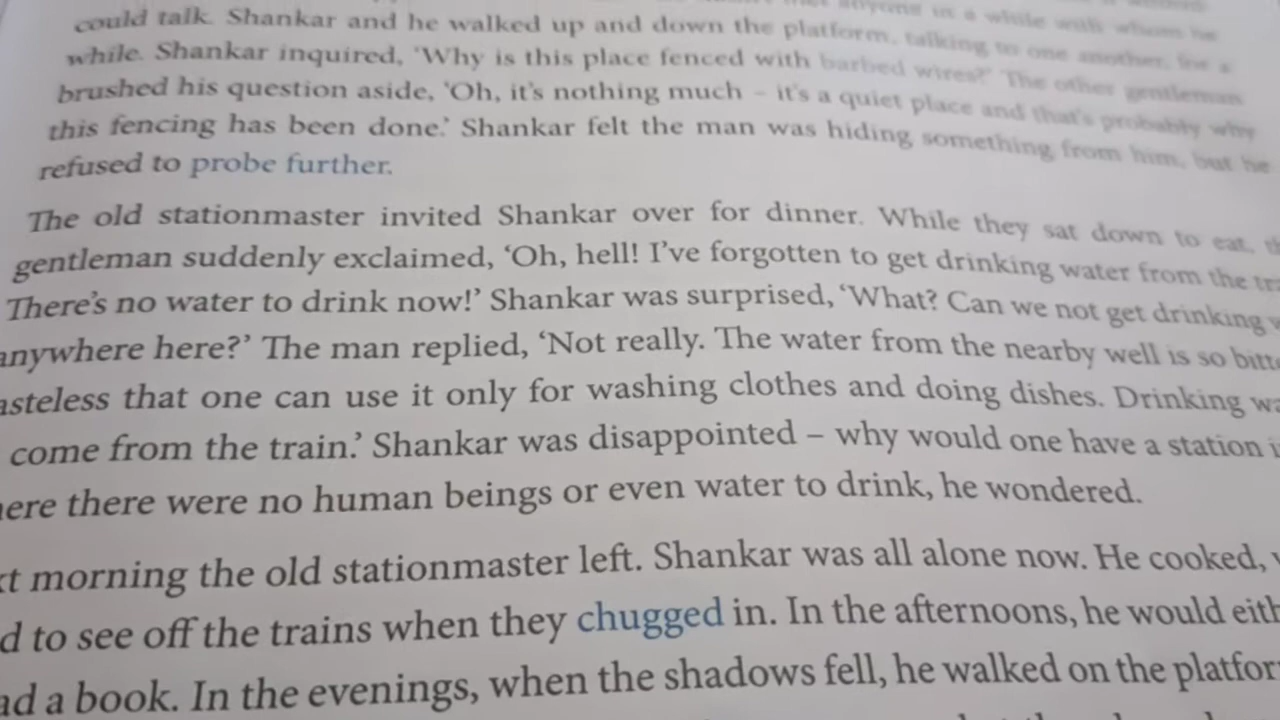 could talk. Shankar and he walked up and down the platform, talking to one another, for a
while. Shankar inquired, ‘Why is this place fenced with barbed wires?’ The other gentleman
brushed his question aside, ‘Oh, it’s nothing much – it’s a quiet place and that’s probably why
this fencing has been done.’ Shankar felt the man was hiding something from him, but he
refused to probe further.
The old stationmaster invited Shankar over for dinner. While they sat down to eat,
gentleman suddenly exclaimed, ‘Oh, hell! I’ve forgotten to get drinking water from the
There’s no water to drink now!’ Shankar was surprised, ‘What? Can we not get drinking
anywhere here?’ The man replied, ‘Not really. The water from the nearby well is so
asteless that one can use it only for washing clothes and doing dishes. Drinking
come from the train.’ Shankar was disappointed – why would one have a station
ere there were no human beings or even water to drink, he wondered.
morning the old stationmaster left. Shankar was all alone now. He cooked,
d to see off the trains when they chugged in. In the afternoons, he would
ad a book. In the evenings, when the shadows fell, he walked on the